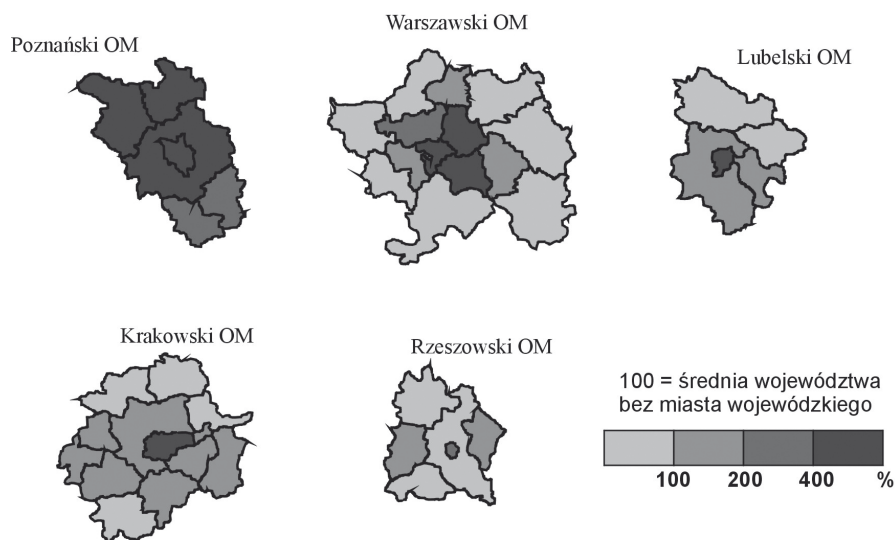 Warszawski OM
Poznański OM
Lubelski OM
Krakowski OM
Rzeszowski OM
100 = średnia województwa
bez miasta wojewódzkiego
100 200 400 %